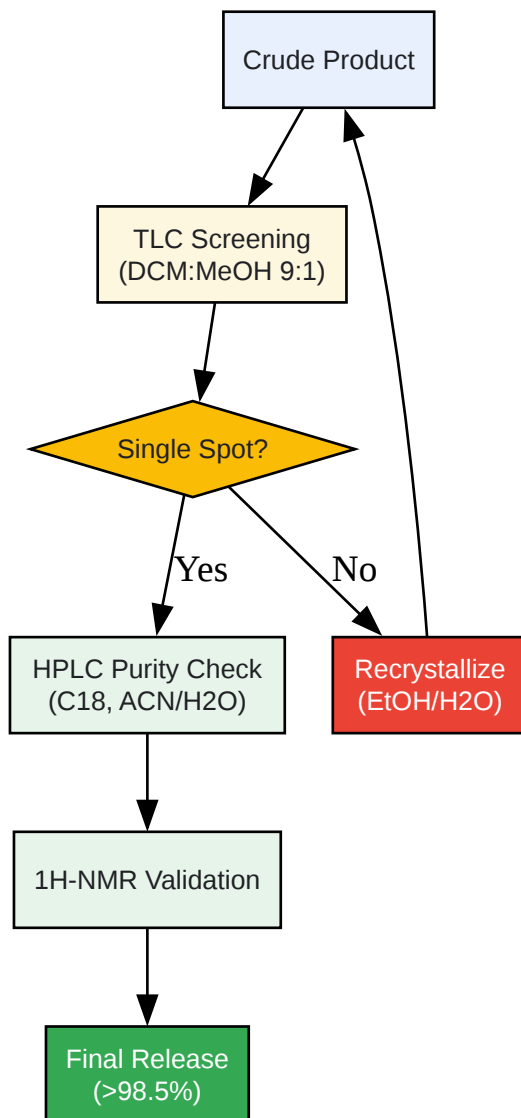 Crude Product
TLC Screening
(DCM:MeOH 9:1)
Single Spot?
Yes
No
HPLC Purity Check
(C18, ACN/H2O)
Recrystallize
(EtOH/H2O)
1H-NMR Validation
Final Release
(>98.5%)